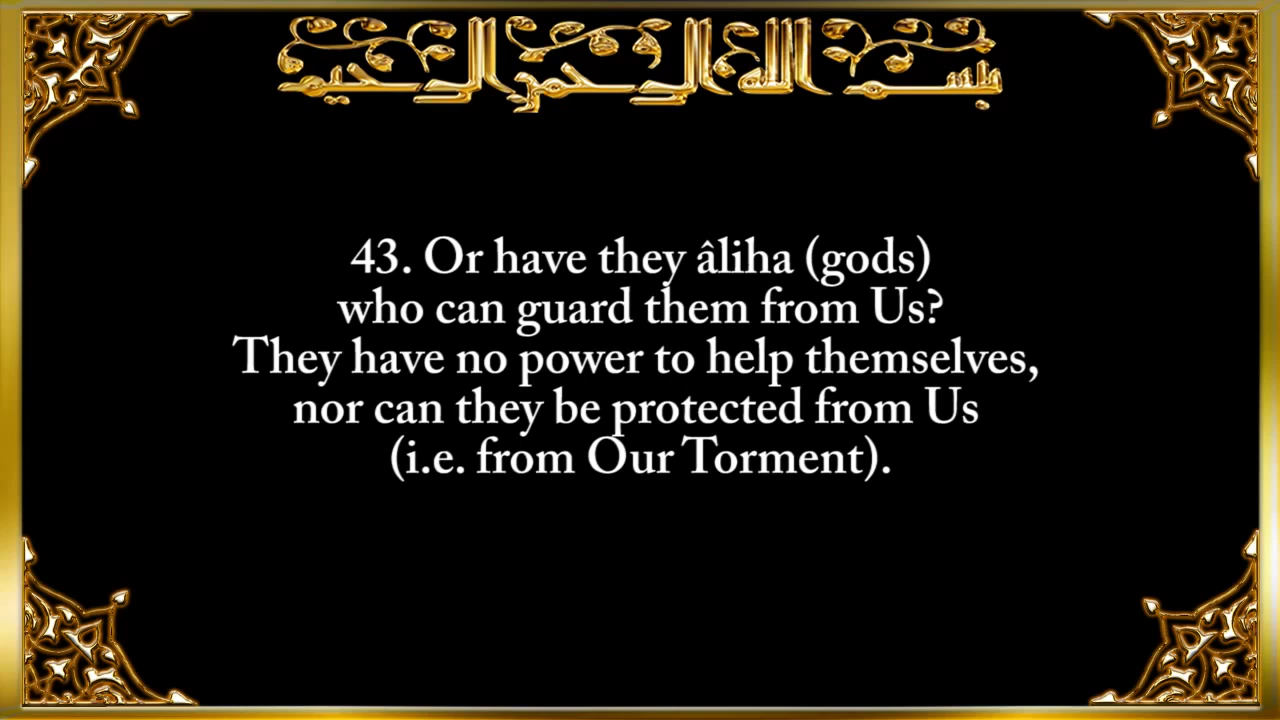 بسم الله الرحمن الرحيم
43. Or have they âliha (gods)
who can guard them from Us?
They have no power to help themselves,
nor can they be protected from Us
(i.e. from Our Torment).